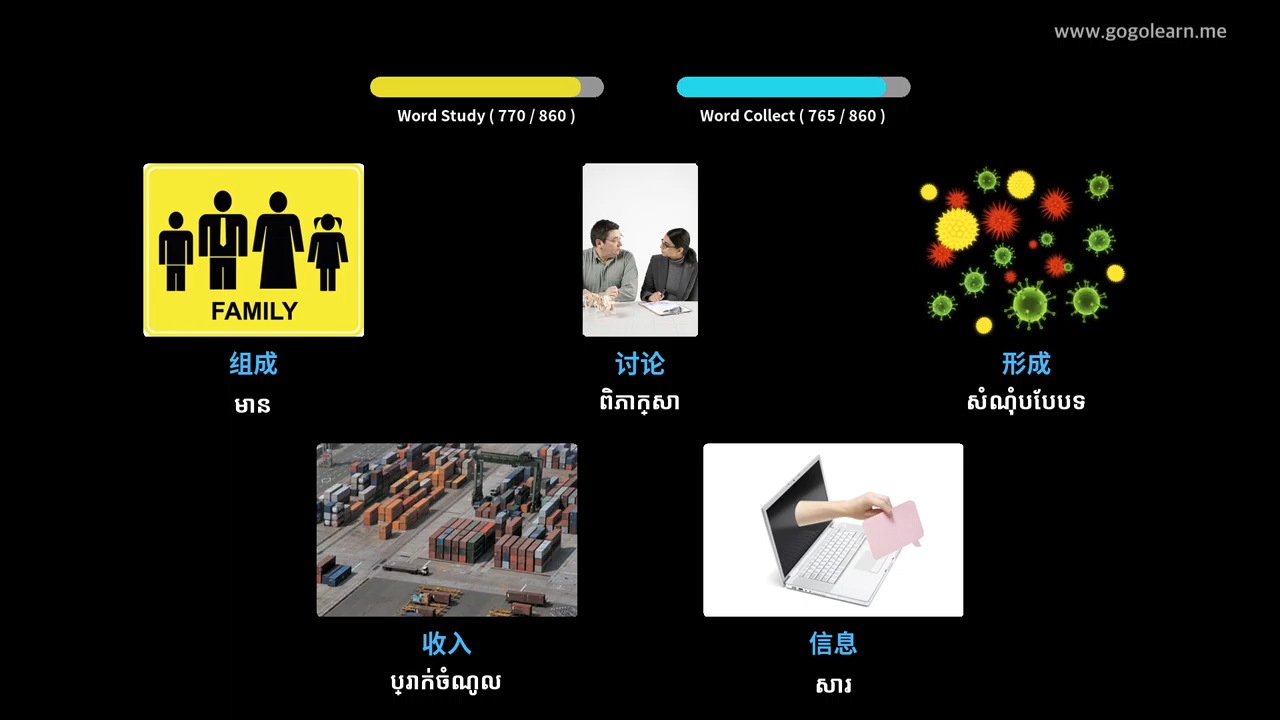 www.gogolearn.me
Word Study ( 770 / 860 )
Word Collect ( 765 / 860 )
FAMILY
组成
讨论
形成
មាន
ពិភាក្សា
សំណុំបបែបទ
收入
信息
ប្រាក់ចំណូល
សារ